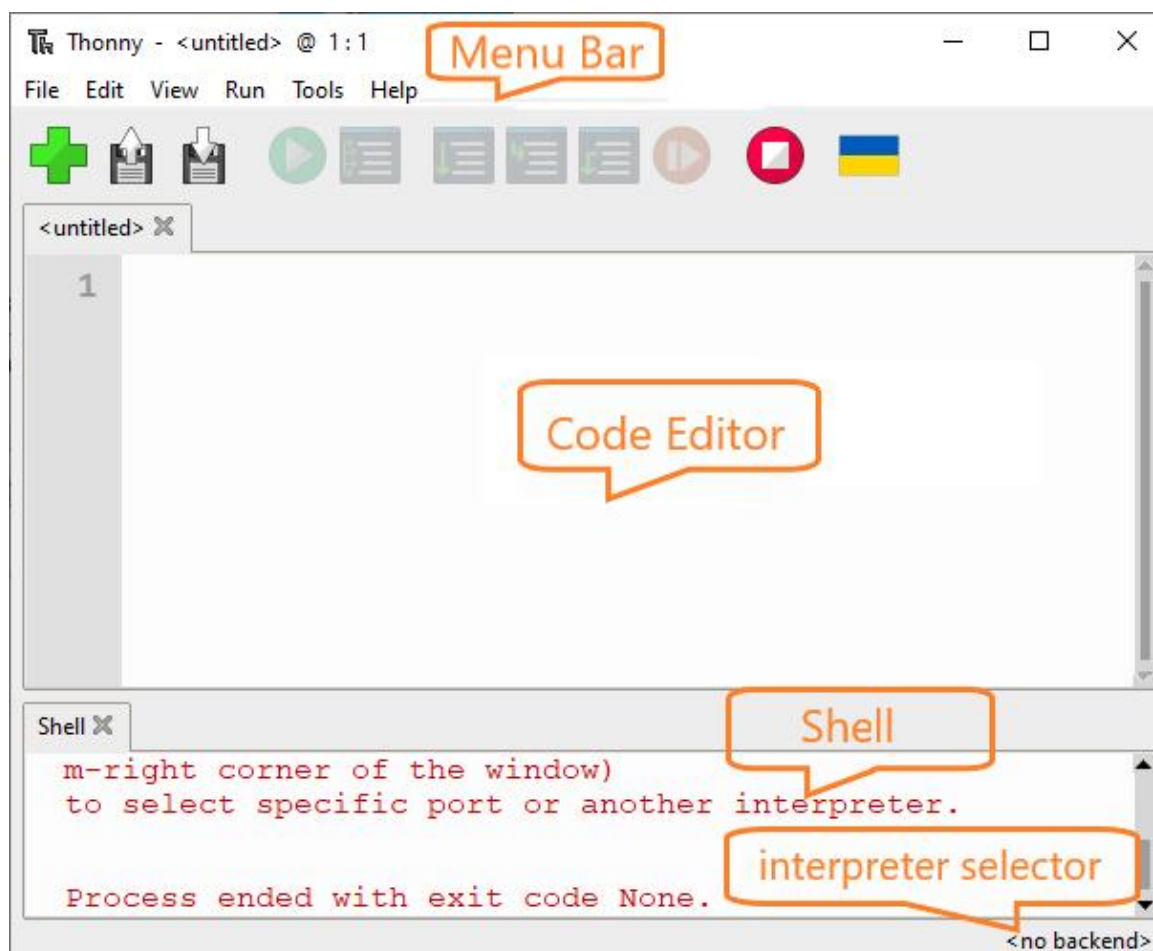 Thonny - <untitled> @ 1:1
Menu Bar
File Edit View Run Tools Help
<untitled>
1
Code Editor
Shell
Shell
m-right corner of the window)
to select specific port or another interpreter.
interpreter selector
Process ended with exit code None.
<no backend>